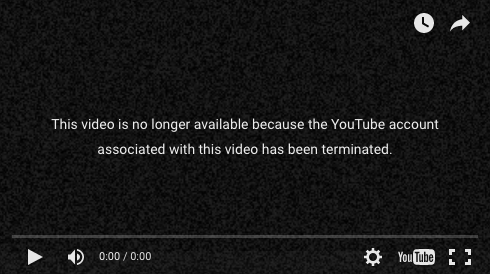 This video is no longer available because the YouTube account
associated with this video has been terminated.
0:00 / 0:00
YouTube